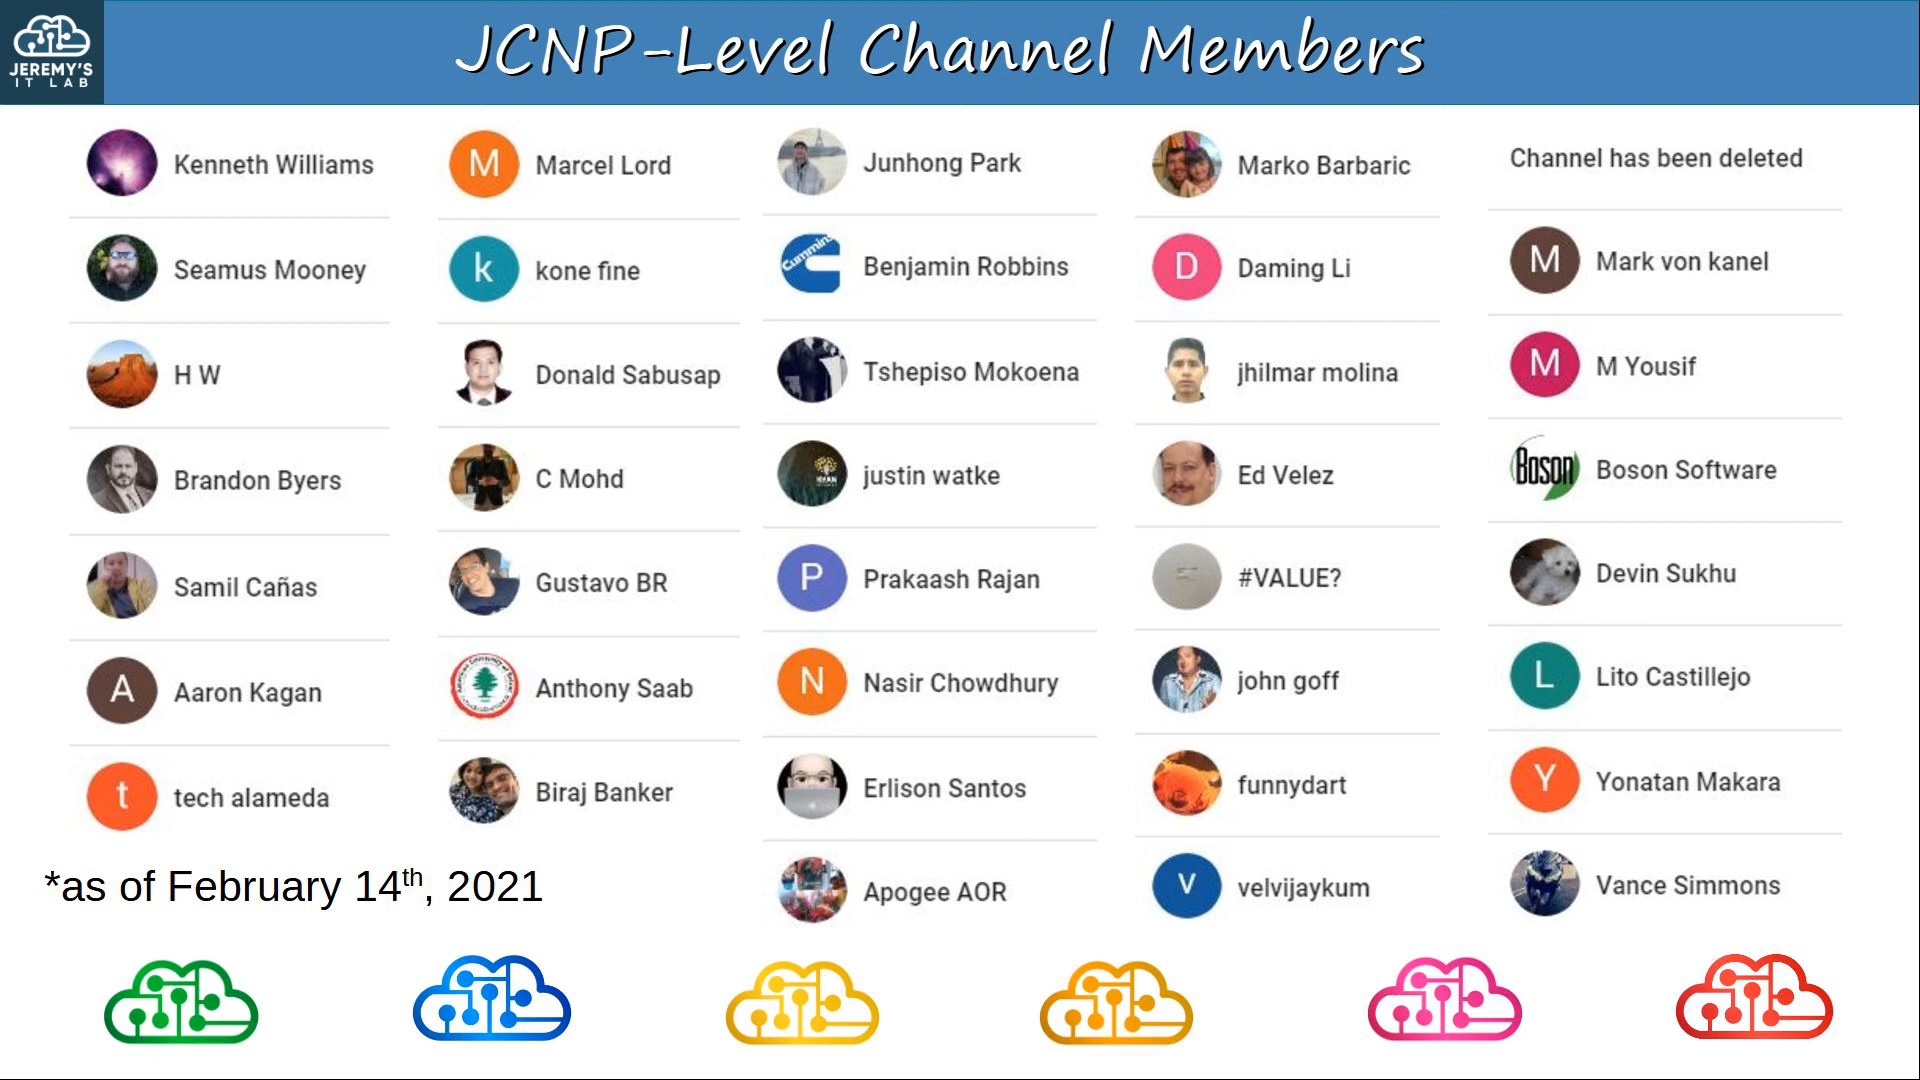 JEREMY'S
IT LAB
JCNP-Level Channel Members
Kenneth Williams
Seamus Mooney
H W
Brandon Byers
Samil Cañas
A Aaron Kagan
t tech alameda
M Marcel Lord
k kone fine
Donald Sabusap
C Mohd
Gustavo BR
Anthony Saab
Biraj Banker
Junhong Park
Cummins
Benjamin Robbins
Tshepiso Mokoena
justin watke
P Prakaash Rajan
N Nasir Chowdhury
Erlison Santos
Apogee AOR
Marko Barbaric
D Daming Li
jhilmar molina
Ed Velez
#VALUE?
john goff
funnydart
v velvijaykum
Channel has been deleted
M Mark von kanel
M M Yousif
Boson Boson Software
Devin Sukhu
L Lito Castillejo
Y Yonatan Makara
Vance Simmons
*as of February 14th, 2021